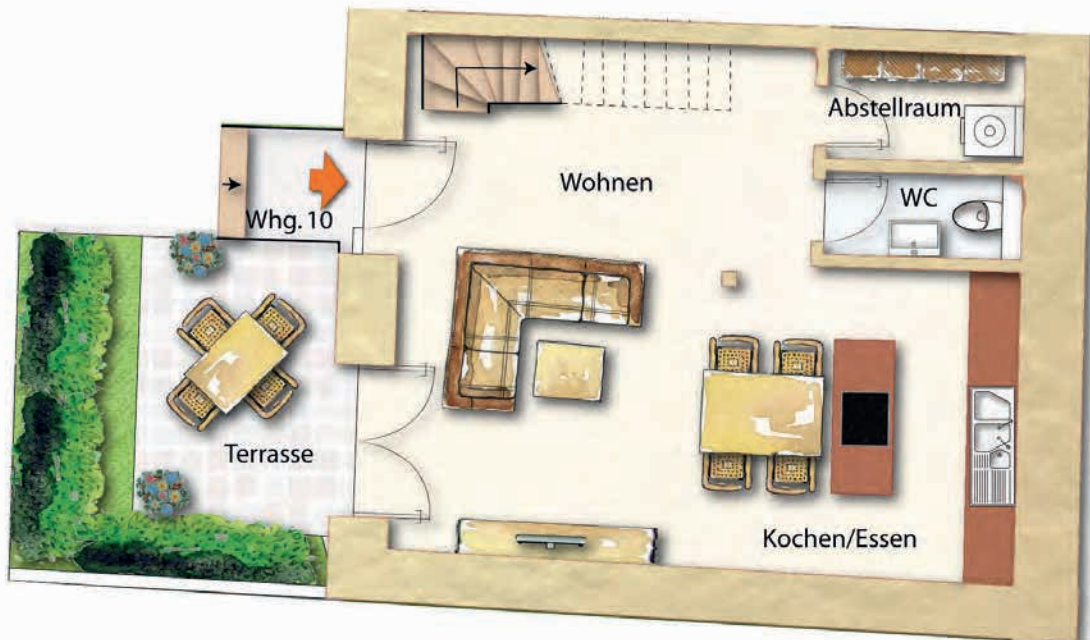 Abstellraum
Wohnen
WC
Whg. 10
Terrasse
Kochen/Essen